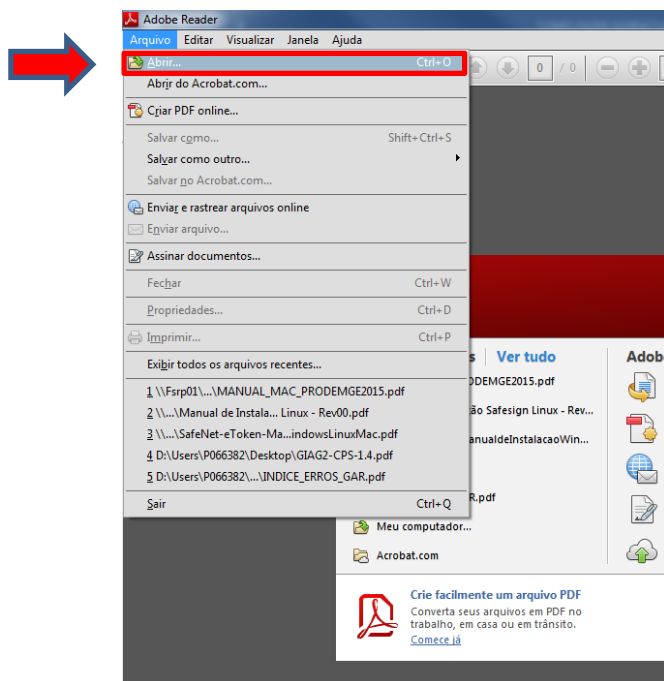 Adobe Reader
Arquivo Editar Visualizar Janela Ajuda
Abrir... Ctrl+O
0 / 0
Abrir do Acrobat.com...
Criar PDF online...
Salvar como... Shift+Ctrl+S
Salvar como outro...
Salvar no Acrobat.com...
Enviar e rastrear arquivos online
Enviar arquivo...
Assinar documentos...
Fechar Ctrl+W
Propriedades... Ctrl+D
Imprimir... Ctrl+P
Exibir todos os arquivos recentes...
1 \\Fsrp01\...\MANUAL_MAC_PRODEMGE2015.pdf
2 \\...\Manual de Instala... Linux - Rev00.pdf
3 \\...\SafeNet-eToken-Ma...indowsLinuxMac.pdf
4 D:\Users\P066382\Desktop\GIAG2-CPS-1.4.pdf
5 D:\Users\P066382\...\INDICE_ERROS_GAR.pdf
Sair Ctrl+Q
s Ver tudo
ODEMGE2015.pdf
ão Safesign Linux - Rev...
anualdeInstalacaoWin...
R.pdf
Meu computador...
Acrobat.com
Adob
Crie facilmente um arquivo PDF
Converta seus arquivos em PDF no
trabalho, em casa ou em trânsito.
Comece já